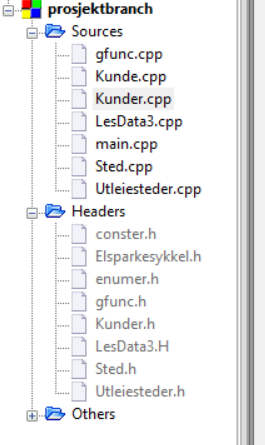 prosjektbranch
Sources
gfunc.cpp
Kunde.cpp
Kunder.cpp
LesData3.cpp
main.cpp
Sted.cpp
Utleiesteder.cpp
Headers
conster.h
Elsparkesykkel.h
enumer.h
gfunc.h
Kunder.h
LesData3.H
Sted.h
Utleiesteder.h
Others